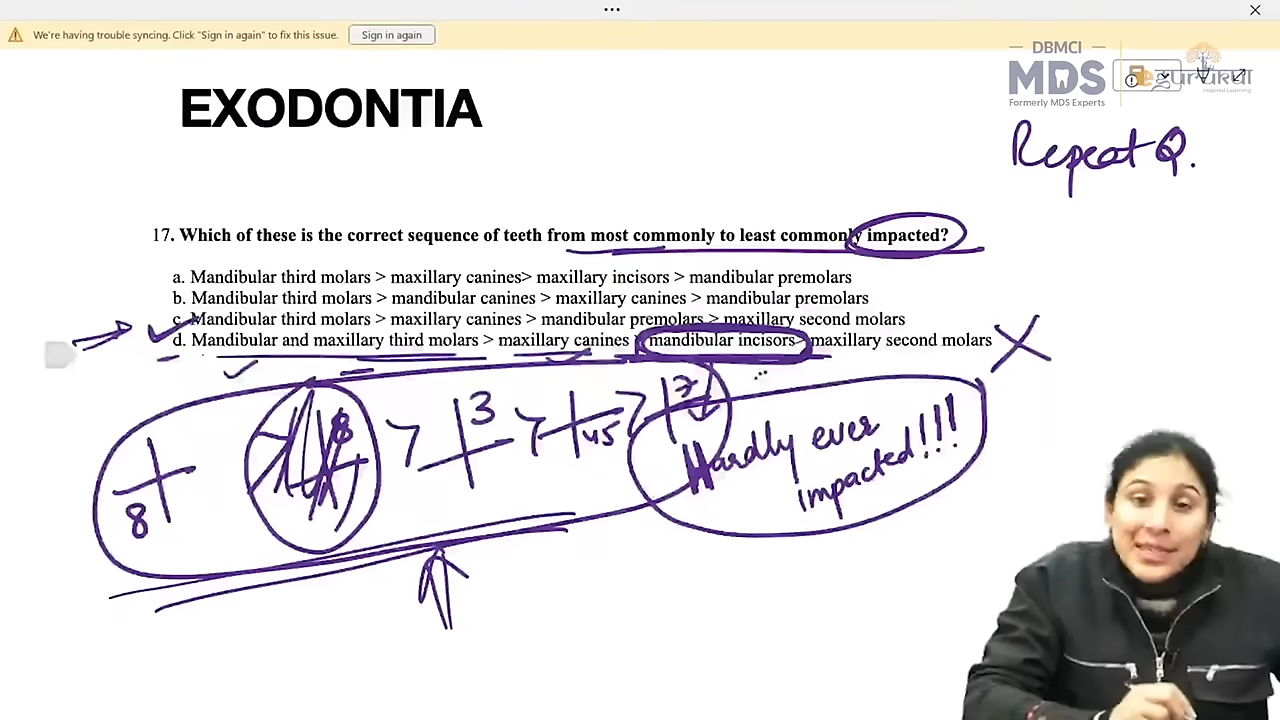 We're having trouble syncing. Click "Sign in again" to fix this issue.
Sign in again
DBMCI
MDS
Formerly MDS Experts
eगुरुकुल
Inspired Learning
EXODONTIA
Repeat Q.
17. Which of these is the correct sequence of teeth from most commonly to least commonly impacted?
a. Mandibular third molars > maxillary canines> maxillary incisors > mandibular premolars
b. Mandibular third molars > mandibular canines > maxillary canines > mandibular premolars
c. Mandibular third molars > maxillary canines > mandibular premolars > maxillary second molars
d. Mandibular and maxillary third molars > maxillary canines > mandibular incisors> maxillary second molars
8 8 > 3 > 45 > 7
Hardly ever
impacted!!!